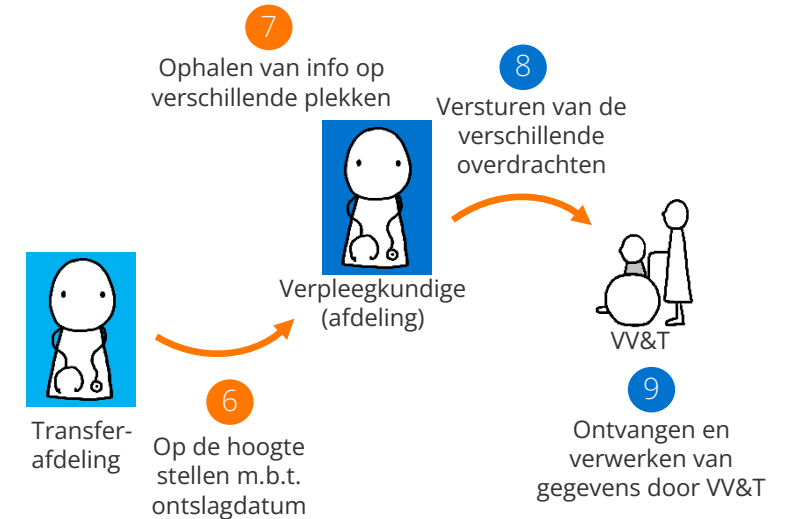 7
Ophalen van info op
verschillende plekken
8
Versturen van de
verschillende
overdrachten
Verpleegkundige
(afdeling)
VV&T
Transfer-
afdeling
6
Op de hoogte
stellen m.b.t.
ontslagdatum
9
Ontvangen en
verwerken van
gegevens door VV&T